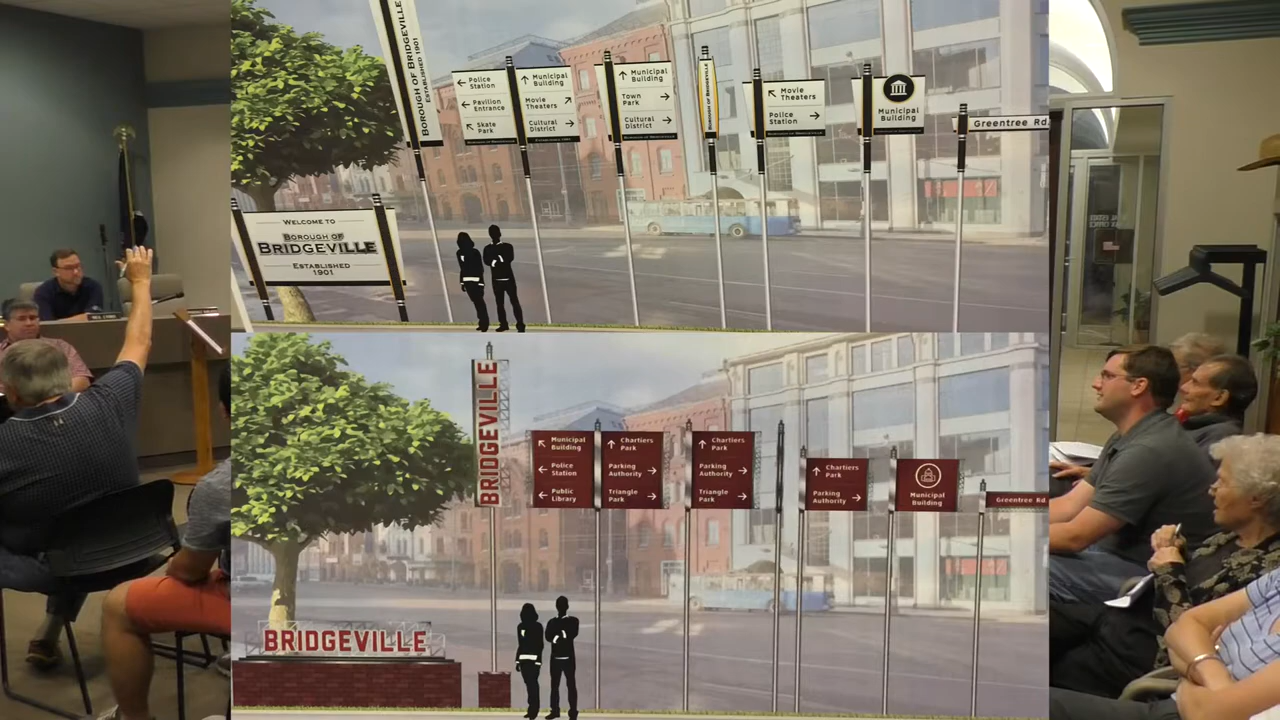 BOROUGH OF BRIDGEVILLE
ESTABLISHED 1901
Police
Station
Pavilion
Entrance
Skate
Park
Municipal
Building
Movie
Theaters
Cultural
District
Municipal
Building
Town
Park
Cultural
District
BOROUGH OF BRIDGEVILLE
Movie
Theaters
Police
Station
Municipal
Building
Greentree Rd.
WELCOME TO
BOROUGH OF
BRIDGEVILLE
ESTABLISHED
1901
BRIDGEVILLE
Municipal
Building
Police
Station
Public
Library
Chartiers
Park
Parking
Authority
Triangle
Park
Chartiers
Park
Parking
Authority
Triangle
Park
Chartiers
Park
Parking
Authority
Municipal
Building
Greentree Rd.
BRIDGEVILLE